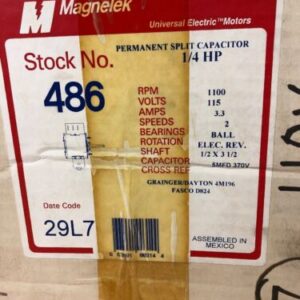 Magnetek
Universal Electric™ Motors
Stock No.
486
PERMANENT SPLIT CAPACITOR
1/4 HP
RPM 1100
VOLTS 115
AMPS 3.3
SPEEDS 2
BEARINGS BALL
ROTATION ELEC. REV.
SHAFT 1/2 X 3 1/2
CAPACITOR 5MFD 370V
CROSS REF
GRAINGER/DAYTON 4M196
FASCO D824
Date Code
29L7
ASSEMBLED IN
MEXICO